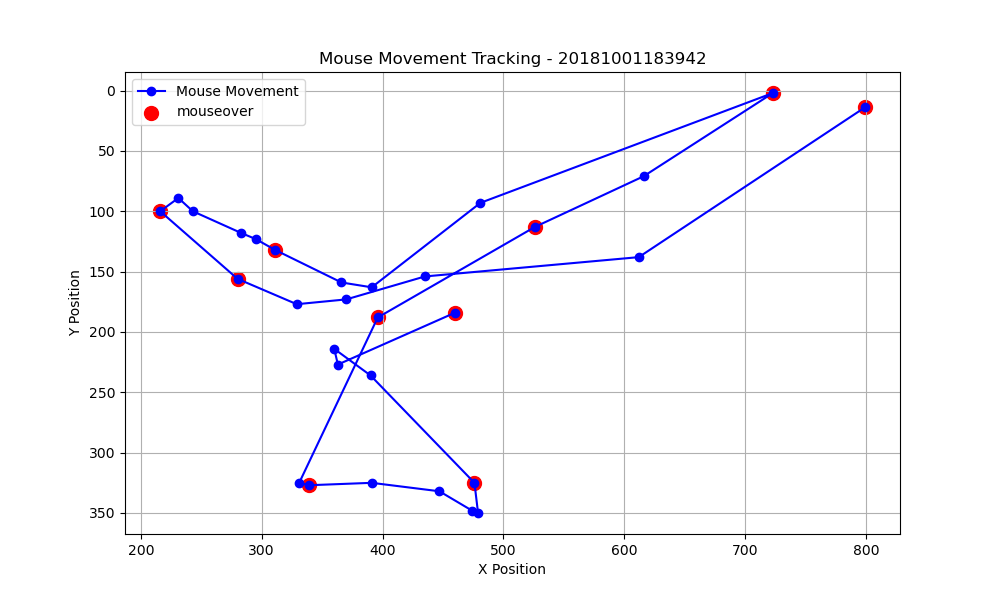 Mouse Movement Tracking - 20181001183942
Mouse Movement
mouseover
0
50
100
150
200
250
300
350
Y Position
200 300 400 500 600 700 800
X Position